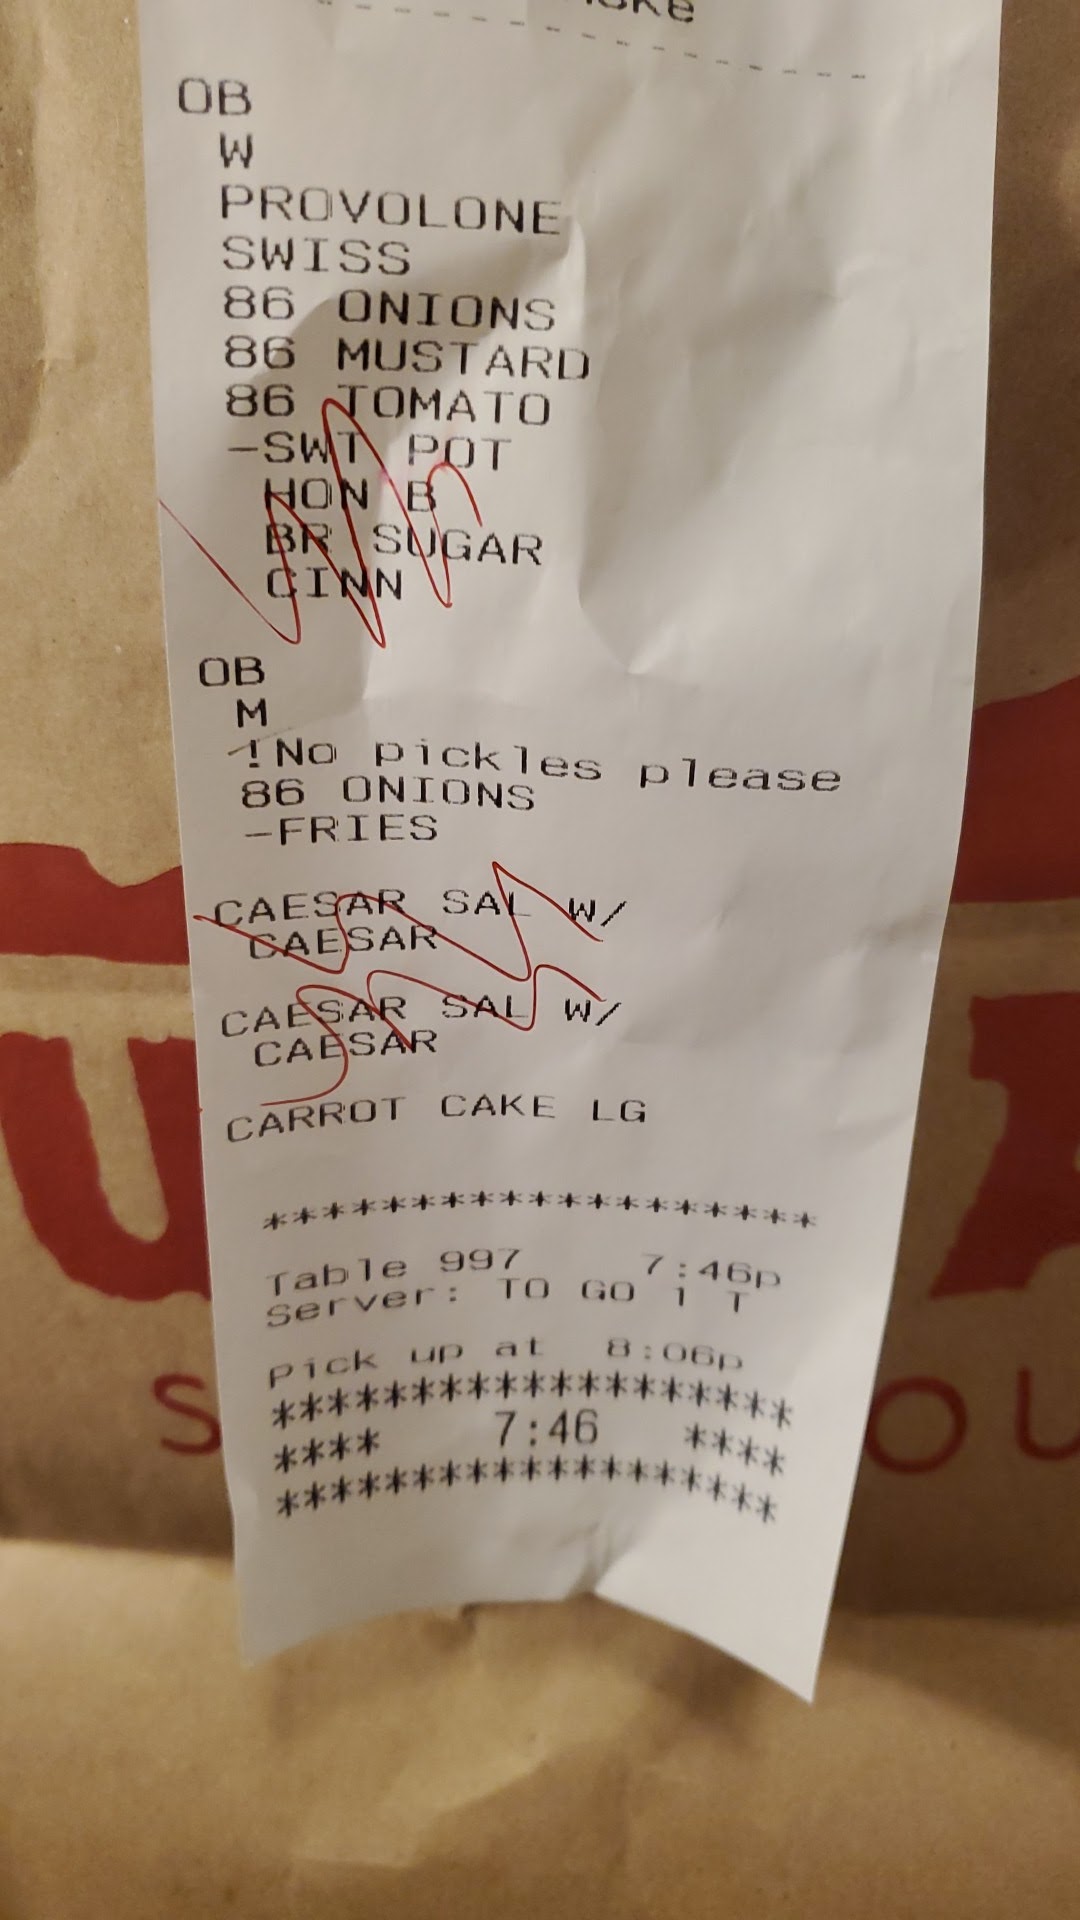 OB
W
PROVOLONE
SWISS
86 ONIONS
86 MUSTARD
86 TOMATO
-SWT POT
HON B
BR SUGAR
CINN
OB
M
!No pickles please
86 ONIONS
-FRIES
CAESAR SAL W/
CAESAR
CAESAR SAL W/
CAESAR
CARROT CAKE LG
*******************
Table 997 7:46p
Server: TO GO 1 T
Pick up at 8:06p
*******************
**** 7:46 ****
*******************